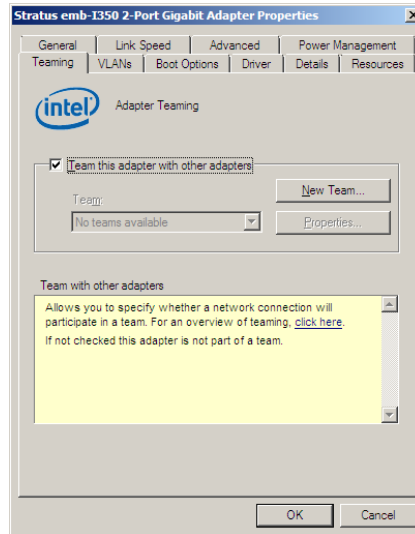 Stratus emb-I350 2-Port Gigabit Adapter Properties
General Link Speed Advanced Power Management
Teaming VLANs Boot Options Driver Details Resources
intel Adapter Teaming
Team this adapter with other adapters
New Team...
Team:
No teams available Properties...
Team with other adapters
Allows you to specify whether a network connection will
participate in a team. For an overview of teaming, click here.
If not checked this adapter is not part of a team.
OK Cancel